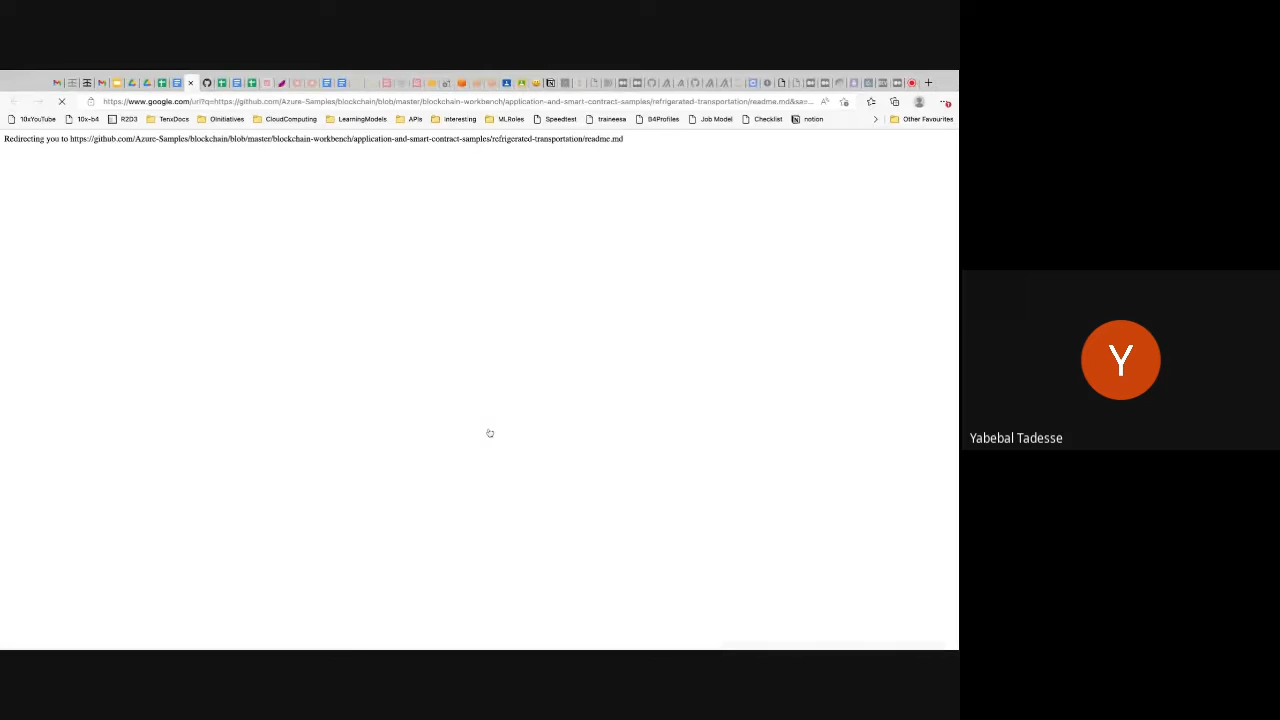 https://www.google.com/url?q=https://github.com/Azure-Samples/blockchain/blob/master/blockchain-workbench/application-and-smart-contract-samples/refrigerated-transportation/readme.md&sa=...
10xYouTube 10x-b4 R2D3 TenxDocs 0Initiatives CloudComputing LearningModels APIs Interesting MLRoles Speedtest traineesa B4Profiles Job Model Checklist notion Other Favourites
Redirecting you to https://github.com/Azure-Samples/blockchain/blob/master/blockchain-workbench/application-and-smart-contract-samples/refrigerated-transportation/readme.md
Y
Yabebal Tadesse